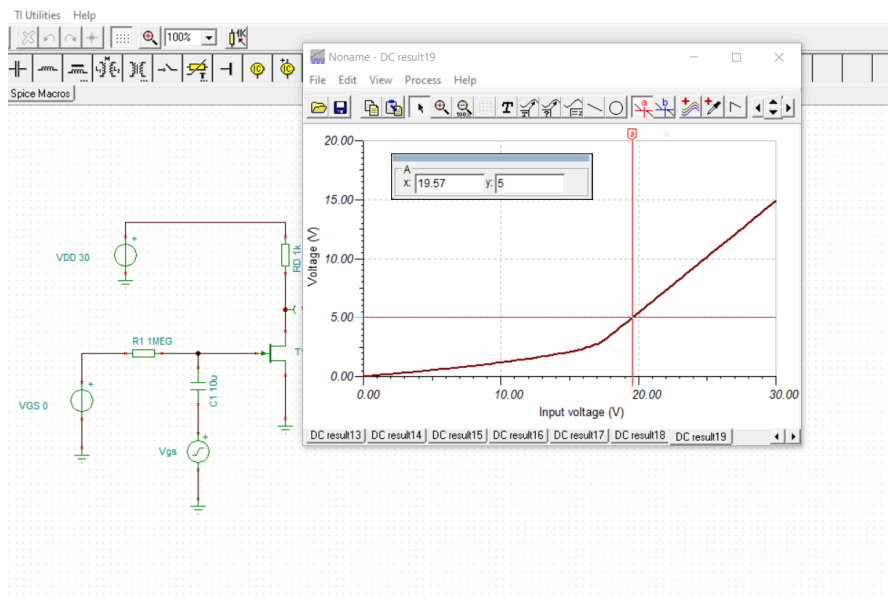 TI Utilities Help
100%
Spice Macros
Noname - DC result19
File Edit View Process Help
A
x: 19.57 y: 5
a
20.00
15.00
10.00
5.00
0.00
Voltage (V)
0.00 10.00 20.00 30.00
Input voltage (V)
DC result13 DC result14 DC result15 DC result16 DC result17 DC result18 DC result19
VDD 30
RD 1k
R1 1MEG
C1 10u
VGS 0
Vgs